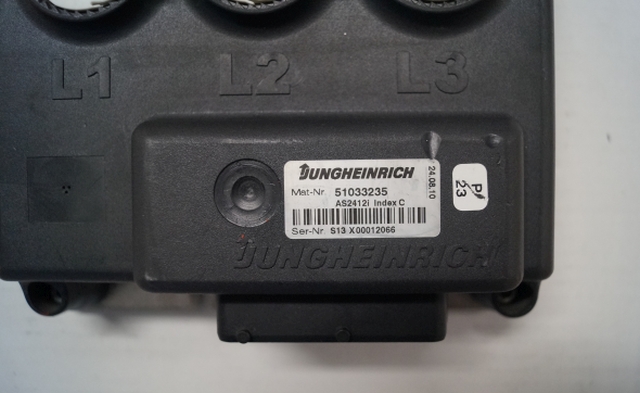 L1 L2 L3
JUNGHEINRICH
Mat-Nr. 51033235
AS2412i Index C
Ser-Nr. S13 X00012066
24.08.10
P/
23
JUNGHEINRICH